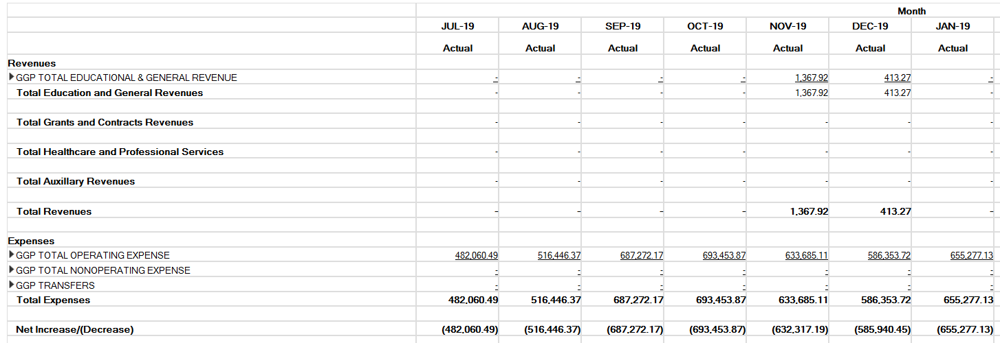 Month
JUL-19 AUG-19 SEP-19 OCT-19 NOV-19 DEC-19 JAN-19
Actual Actual Actual Actual Actual Actual Actual
Revenues
GGP TOTAL EDUCATIONAL & GENERAL REVENUE - - - - 1,367.92 413.27 -
Total Education and General Revenues - - - - 1,367.92 413.27 -
Total Grants and Contracts Revenues - - - - - - -
Total Healthcare and Professional Services - - - - - - -
Total Auxillary Revenues - - - - - - -
Total Revenues - - - - 1,367.92 413.27 -
Expenses
GGP TOTAL OPERATING EXPENSE 482,060.49 516,446.37 687,272.17 693,453.87 633,685.11 586,353.72 655,277.13
GGP TOTAL NONOPERATING EXPENSE - - - - - - -
GGP TRANSFERS - - - - - - -
Total Expenses 482,060.49 516,446.37 687,272.17 693,453.87 633,685.11 586,353.72 655,277.13
Net Increase/(Decrease) (482,060.49) (516,446.37) (687,272.17) (693,453.87) (632,317.19) (585,940.45) (655,277.13)